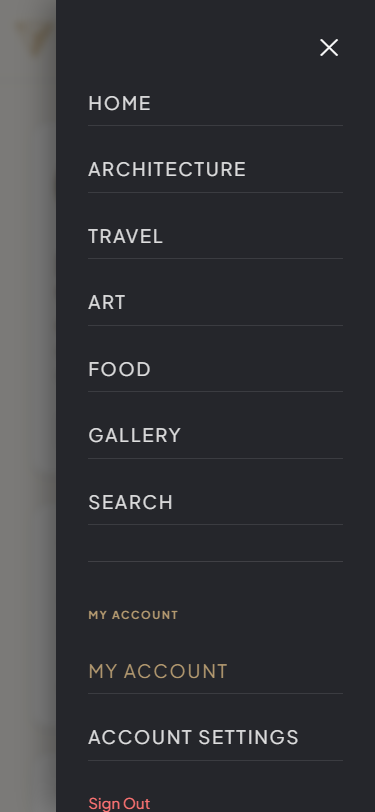 HOME
ARCHITECTURE
TRAVEL
ART
FOOD
GALLERY
SEARCH
MY ACCOUNT
MY ACCOUNT
ACCOUNT SETTINGS
Sign Out